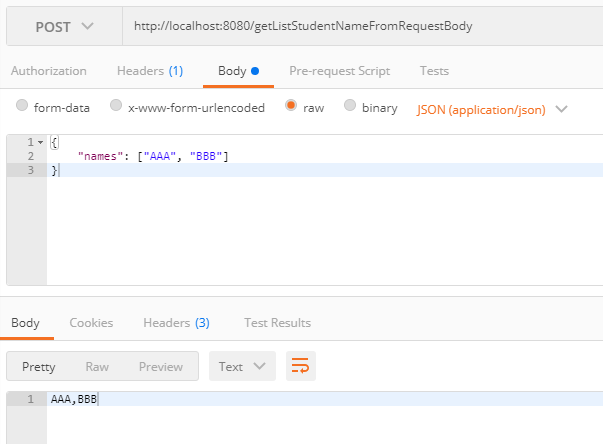 POST http://localhost:8080/getListStudentNameFromRequestBody
Authorization Headers (1) Body Pre-request Script Tests
form-data x-www-form-urlencoded raw binary JSON (application/json)
1 {
2 "names": ["AAA", "BBB"]
3 }
Body Cookies Headers (3) Test Results
Pretty Raw Preview Text
1 AAA,BBB